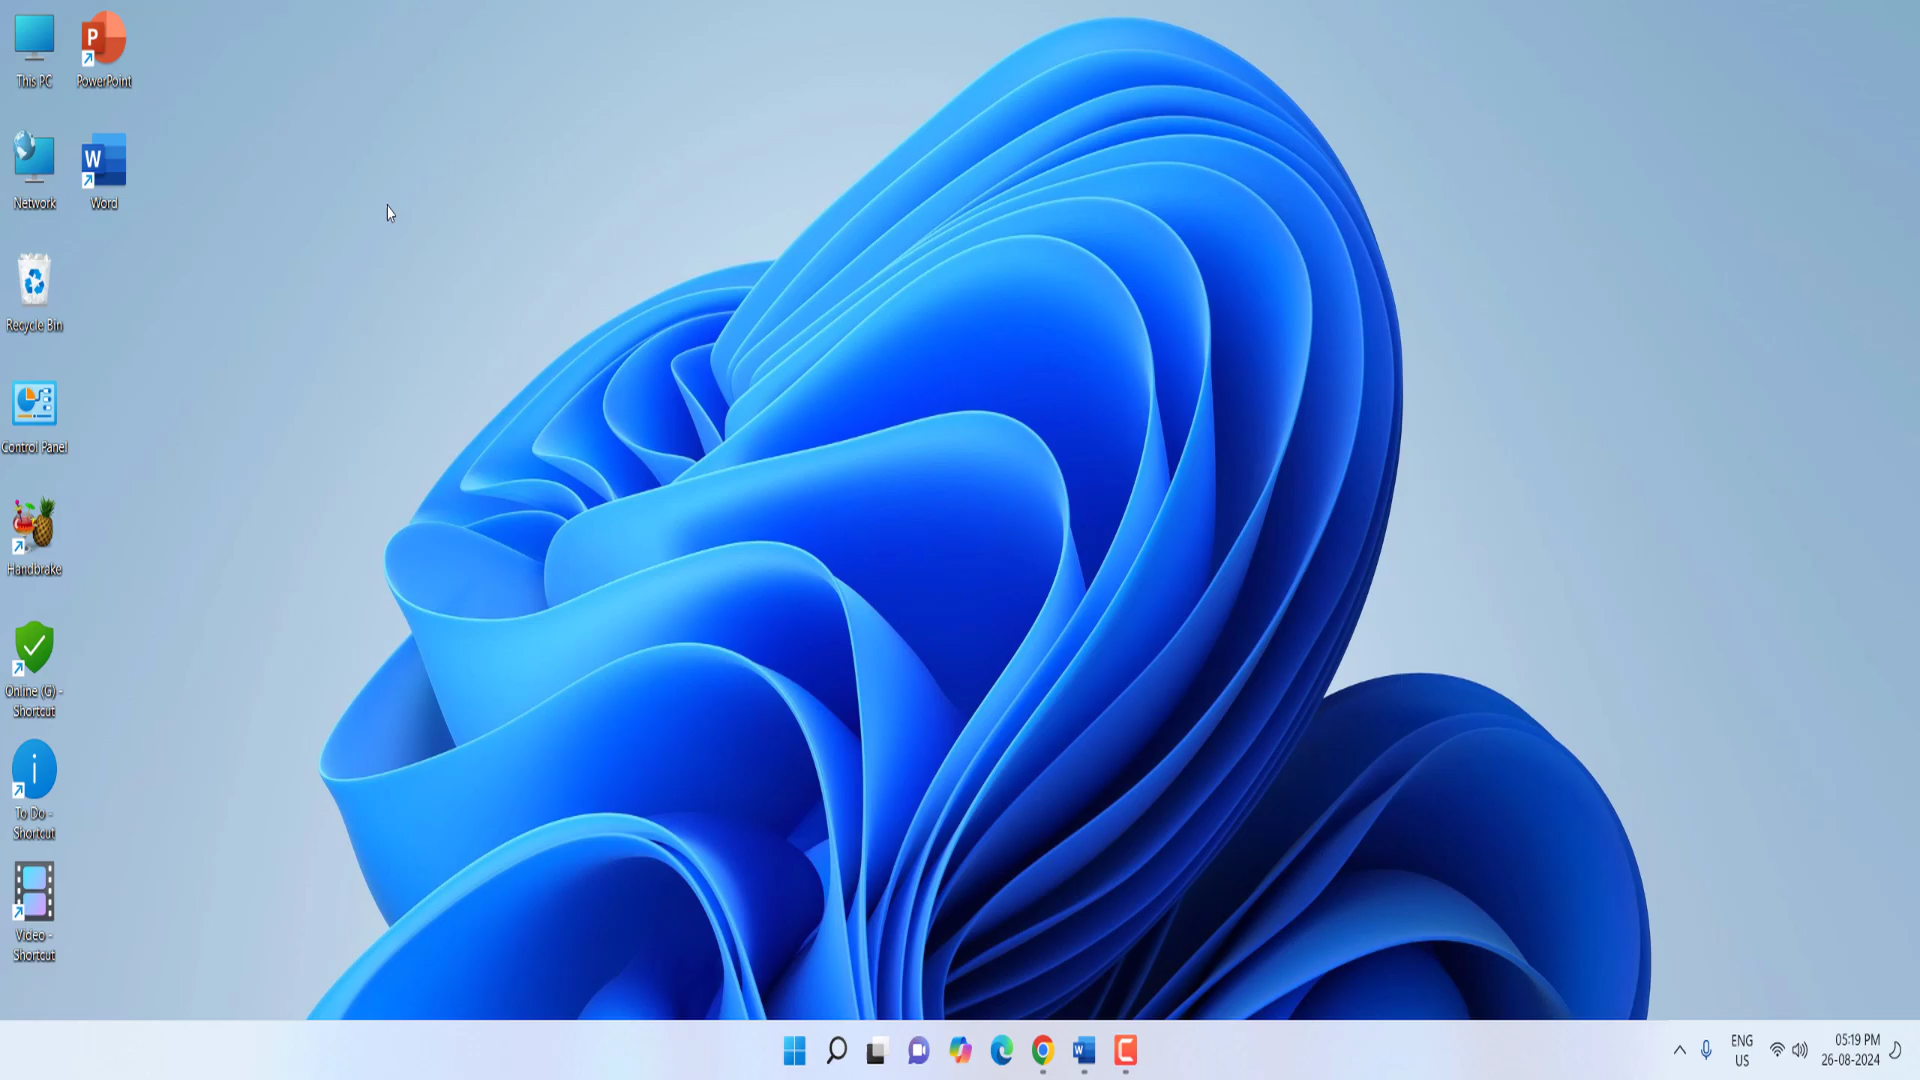 This PC
PowerPoint
P
Network
Word
W
Recycle Bin
Control Panel
Handbrake
Online (G) -
Shortcut
To Do -
Shortcut
Video -
Shortcut
W
ENG
US
05:19 PM
26-08-2024